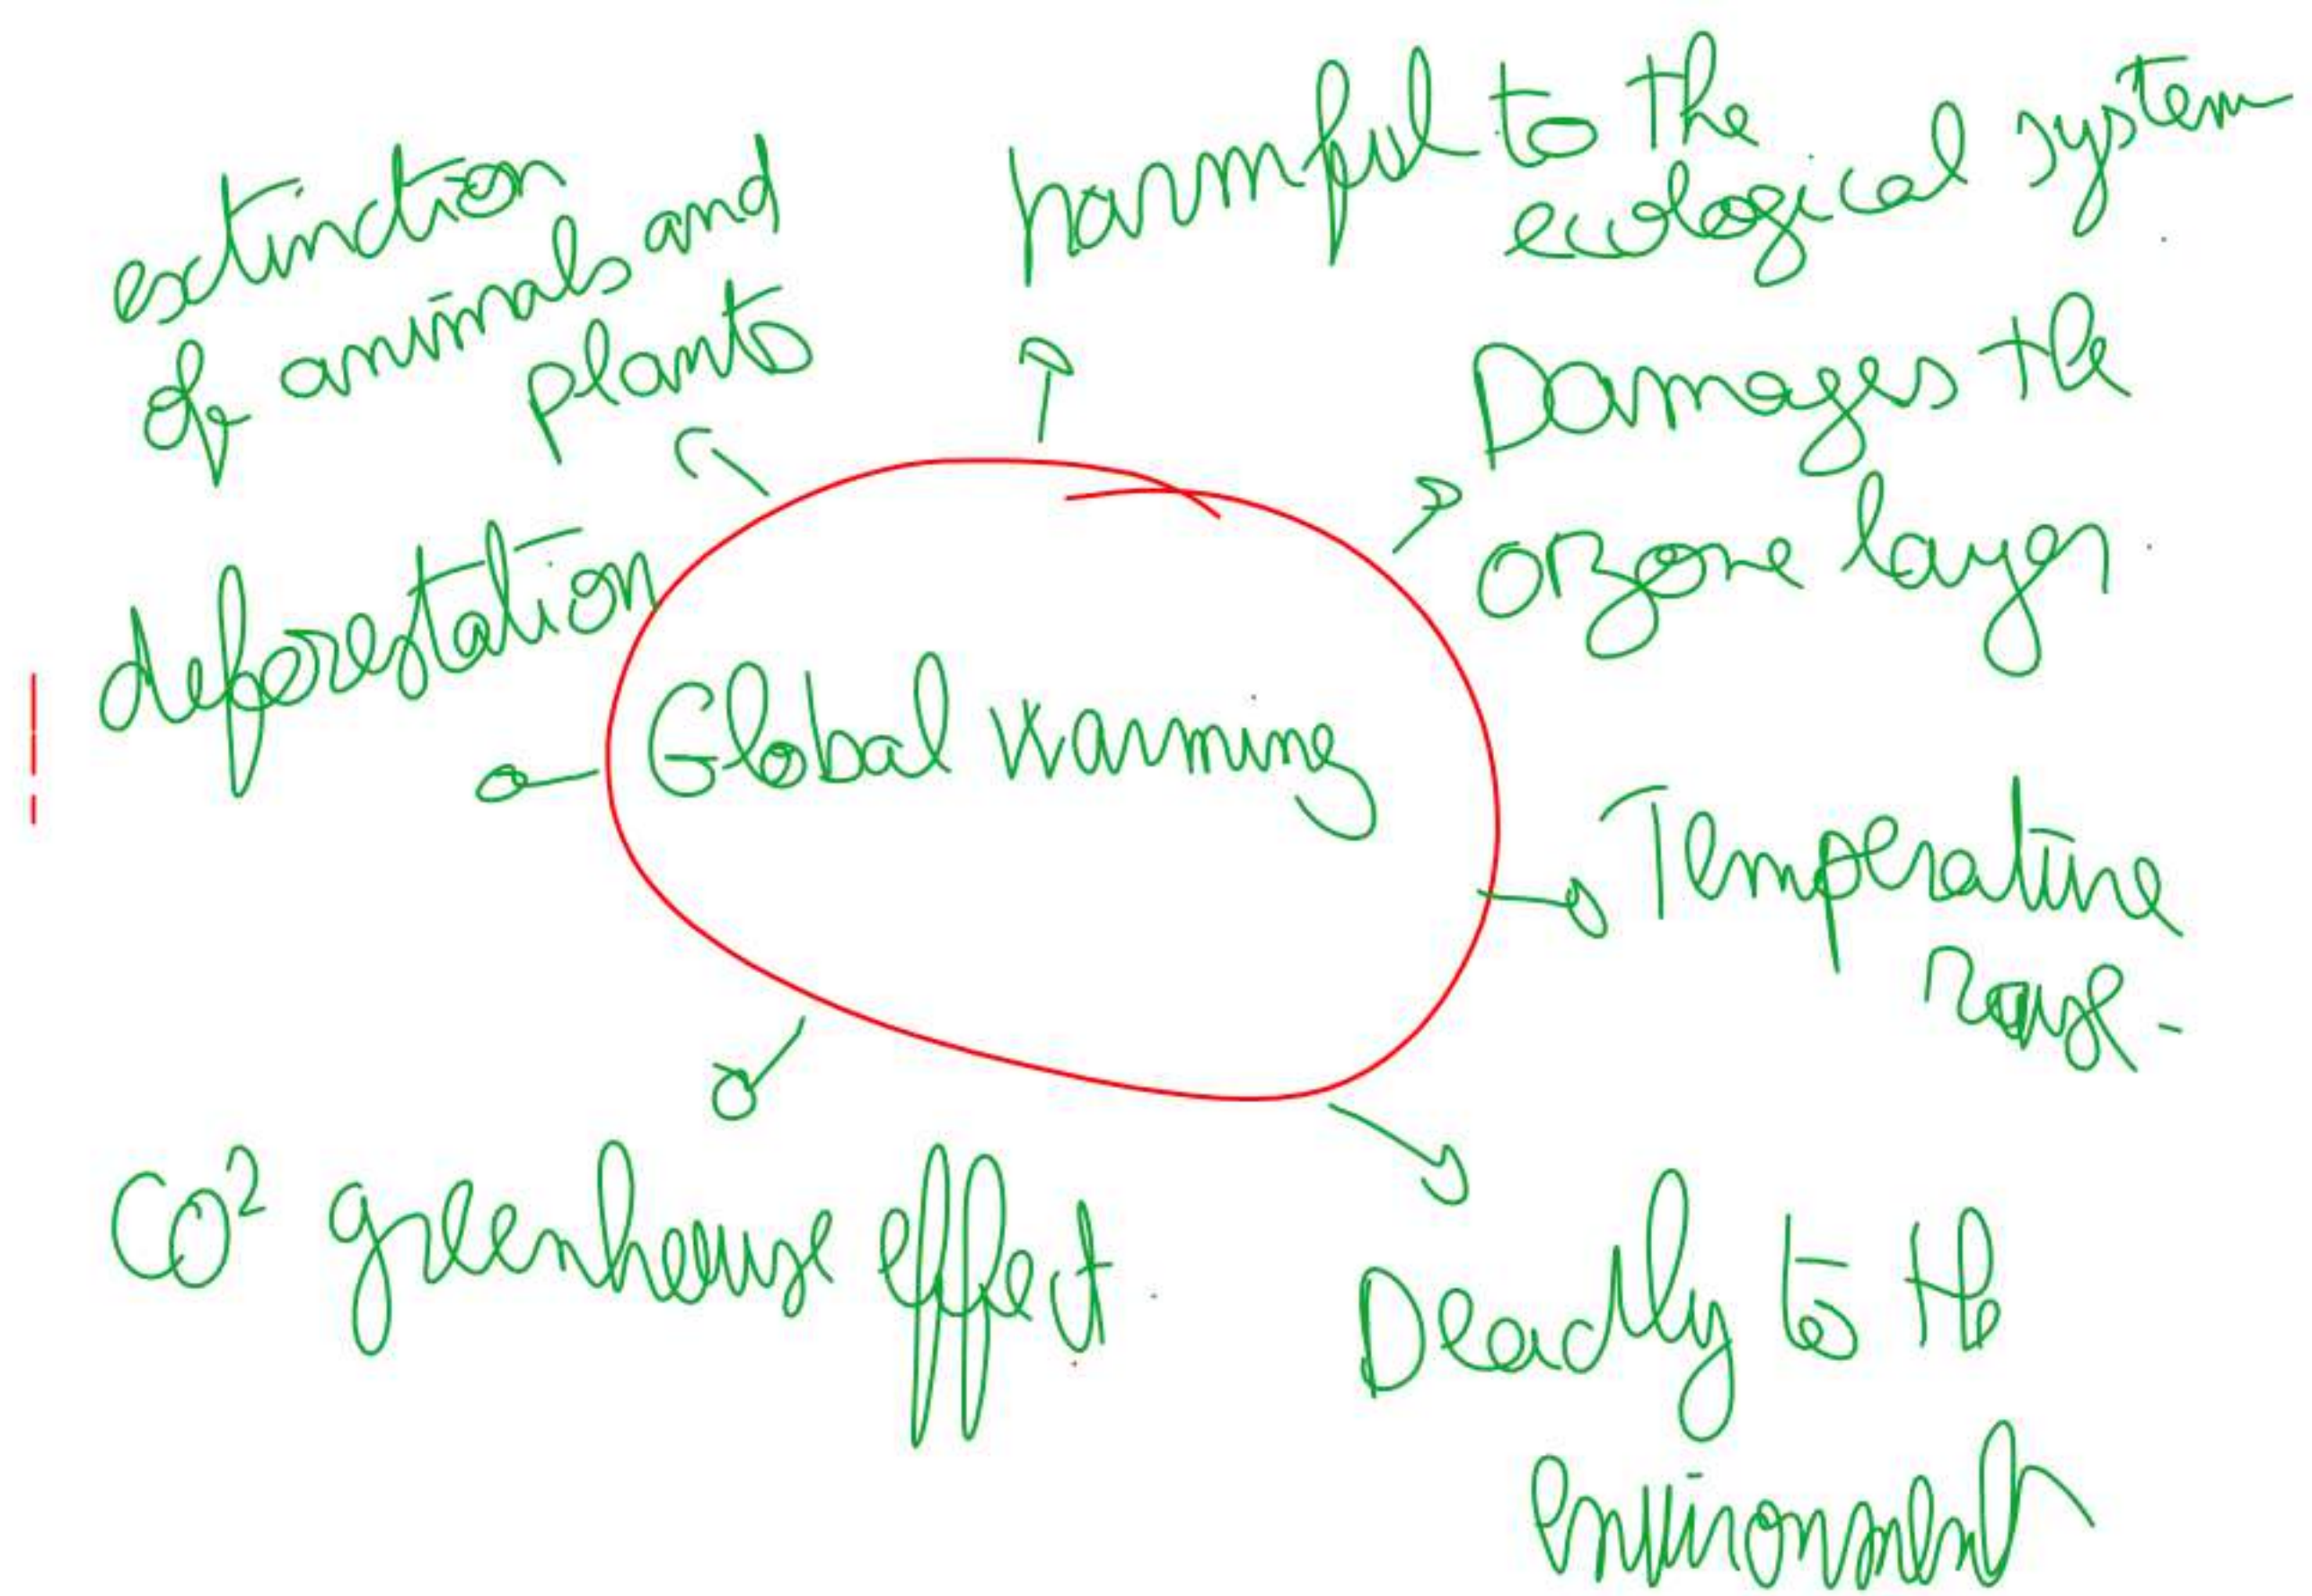 extinction
of animals and
plants
harmful to the
ecological system
Damages the
ozone layer
deforestation
Global Warming
Temperature
CO² greenhouse effect
Deadly to the
environment